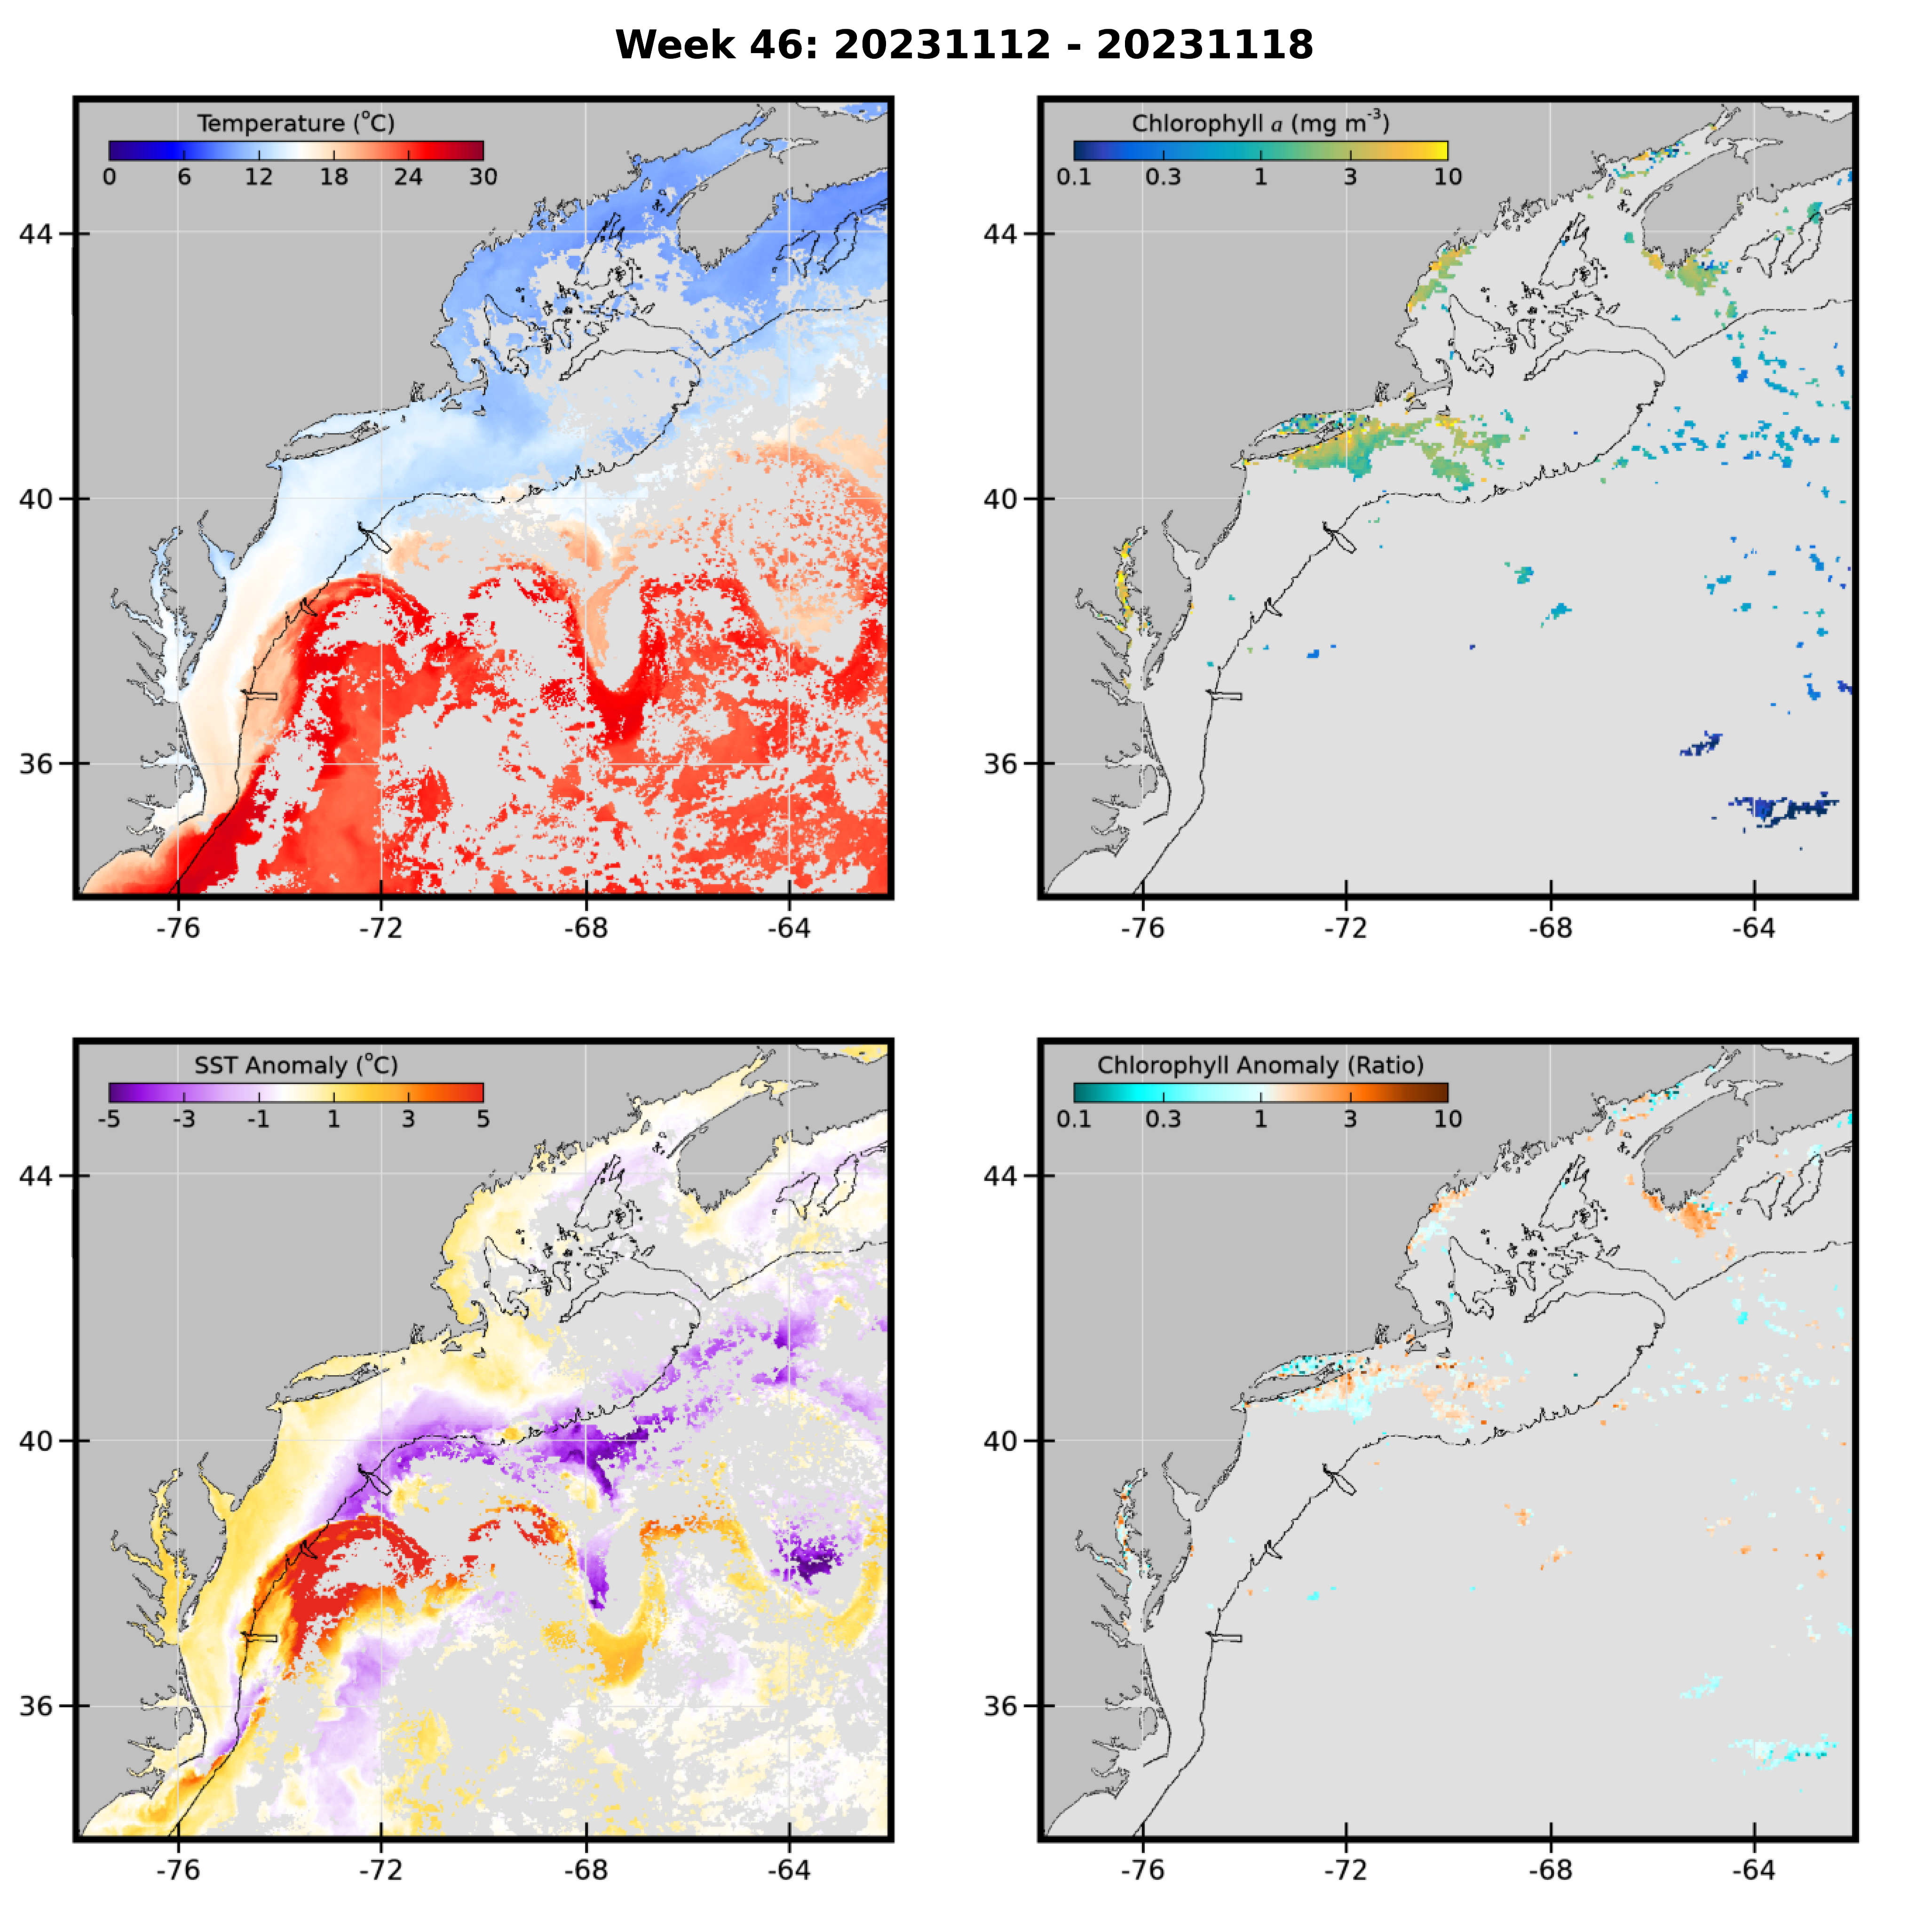 Week 46: 20231112 - 20231118
Temperature (°C)
0 6 12 18 24 30
44
40
36
-76 -72 -68 -64
Chlorophyll a (mg m⁻³)
0.1 0.3 1 3 10
44
40
36
-76 -72 -68 -64
SST Anomaly (°C)
-5 -3 -1 1 3 5
44
40
36
-76 -72 -68 -64
Chlorophyll Anomaly (Ratio)
0.1 0.3 1 3 10
44
40
36
-76 -72 -68 -64